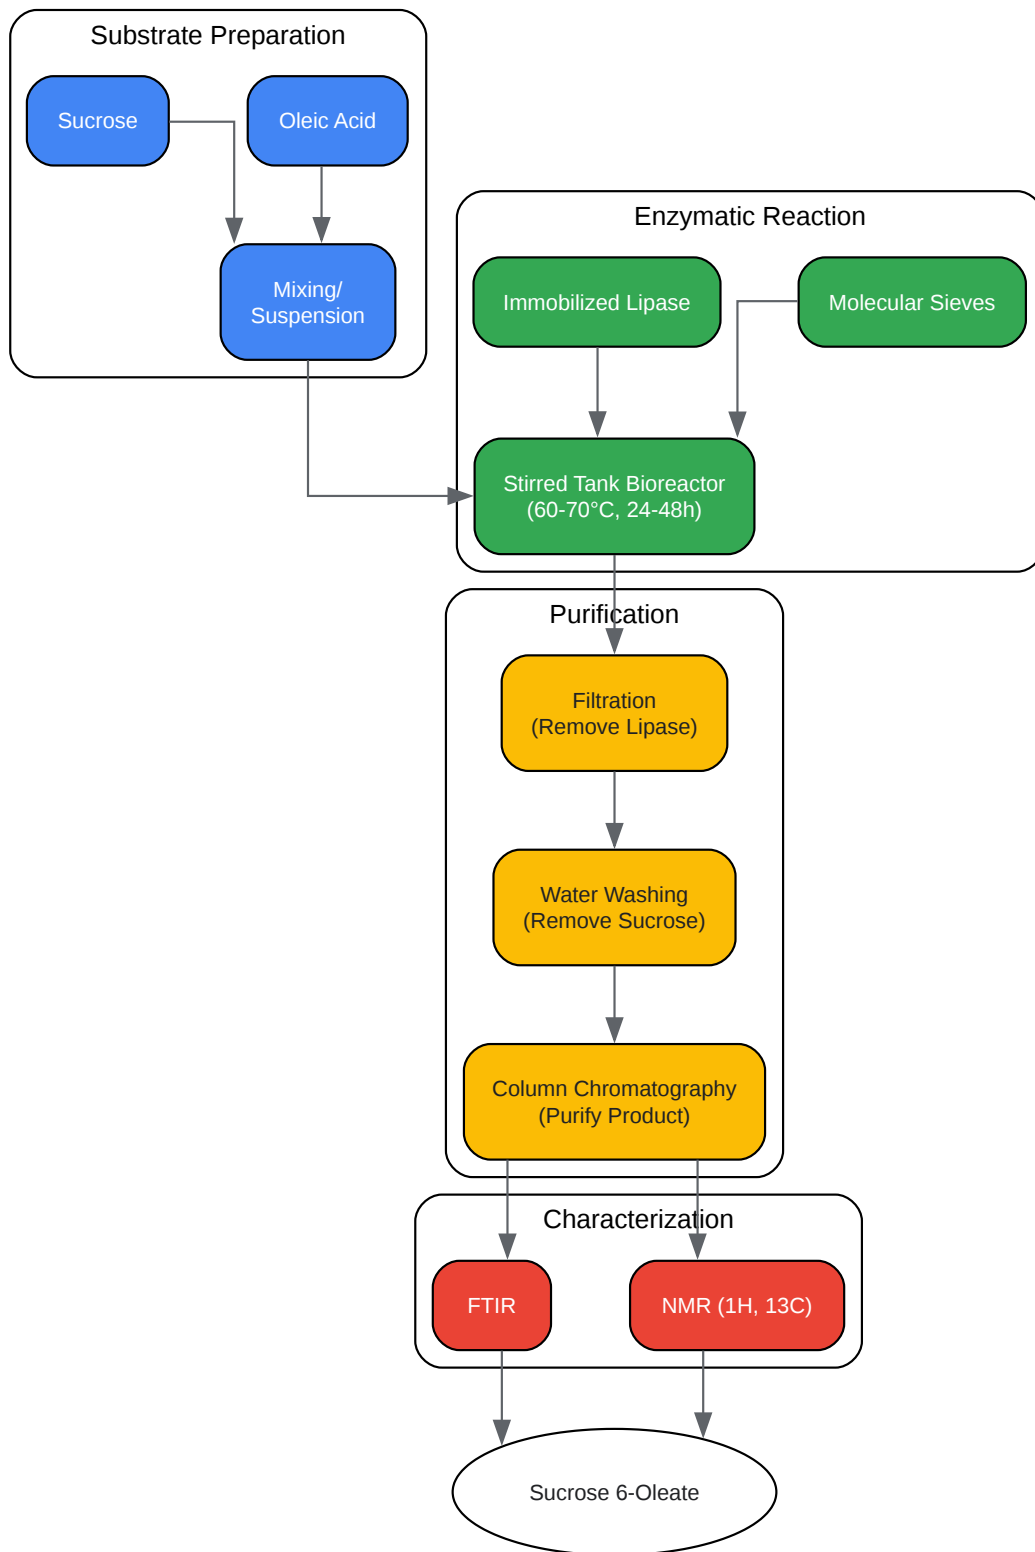 Substrate Preparation
Sucrose
Oleic Acid
Mixing/
Suspension
Enzymatic Reaction
Immobilized Lipase
Molecular Sieves
Stirred Tank Bioreactor
(60-70°C, 24-48h)
Purification
Filtration
(Remove Lipase)
Water Washing
(Remove Sucrose)
Column Chromatography
(Purify Product)
Characterization
FTIR
NMR (1H, 13C)
Sucrose 6-Oleate